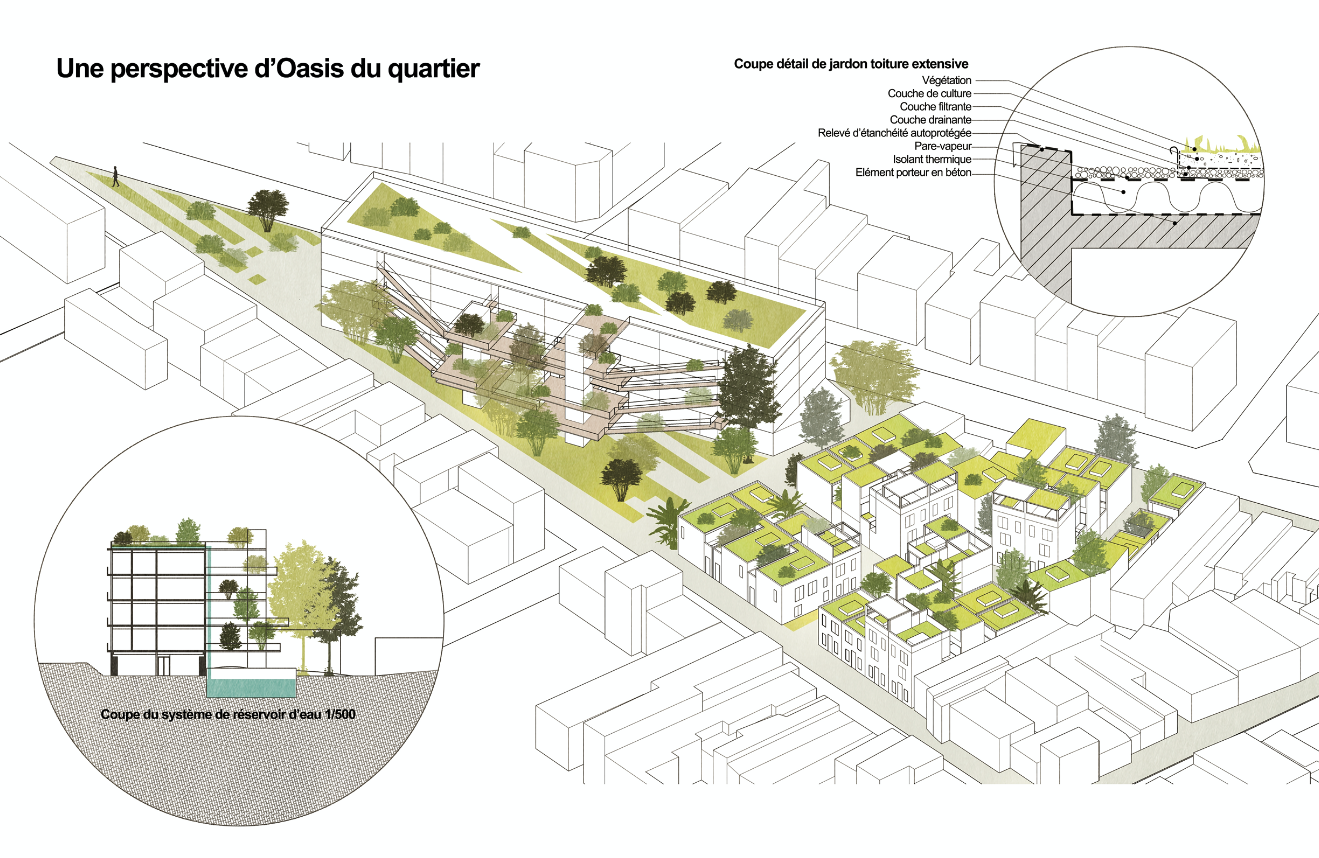 Une perspective d'Oasis du quartier
Coupe détail de jardon toiture extensive
Végétation
Couche de culture
Couche filtrante
Couche drainante
Relevé d'étanchéité autoprotégée
Pare-vapeur
Isolant thermique
Elément porteur en béton
Coupe du système de réservoir d'eau 1/500